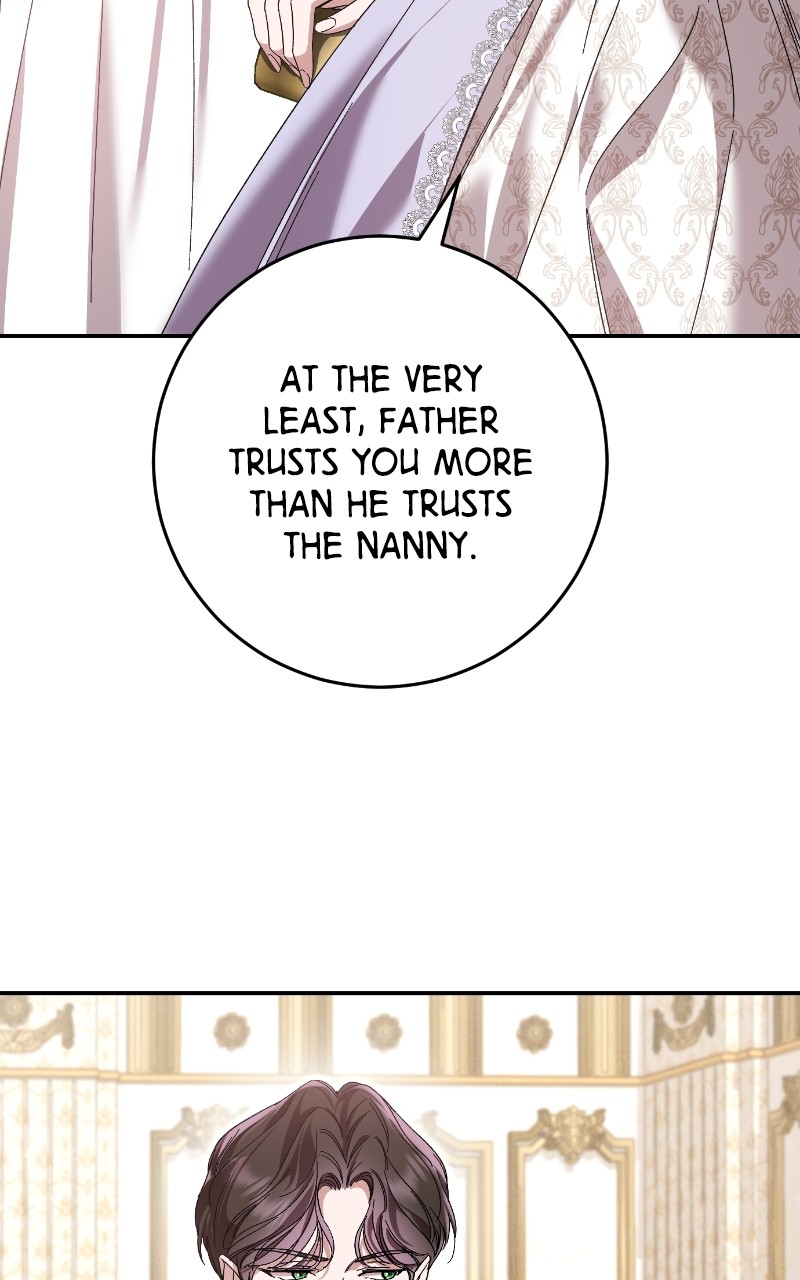 AT THE VERY
LEAST, FATHER
TRUSTS YOU MORE
THAN HE TRUSTS
THE NANNY.